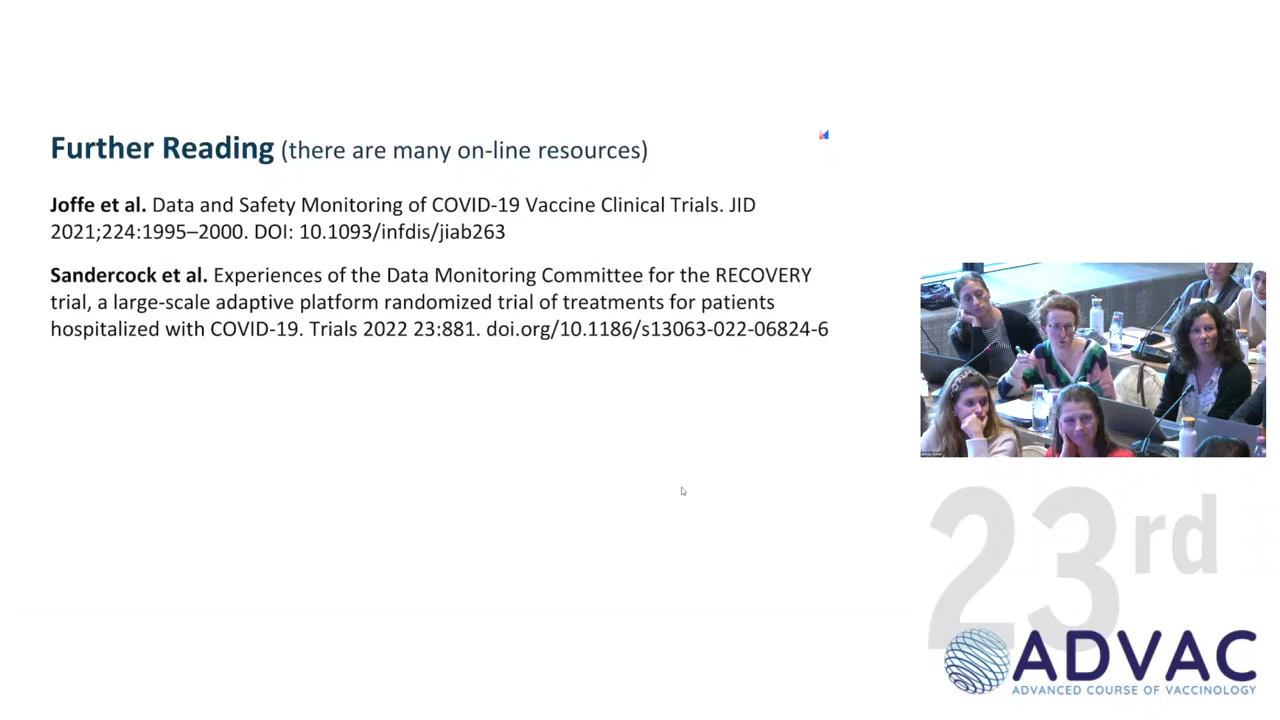 Further Reading (there are many on-line resources)
Joffe et al. Data and Safety Monitoring of COVID-19 Vaccine Clinical Trials. JID
2021;224:1995–2000. DOI: 10.1093/infdis/jiab263
Sandercock et al. Experiences of the Data Monitoring Committee for the RECOVERY
trial, a large-scale adaptive platform randomized trial of treatments for patients
hospitalized with COVID-19. Trials 2022 23:881. doi.org/10.1186/s13063-022-06824-6
23rd
ADVAC
ADVANCED COURSE OF VACCINOLOGY